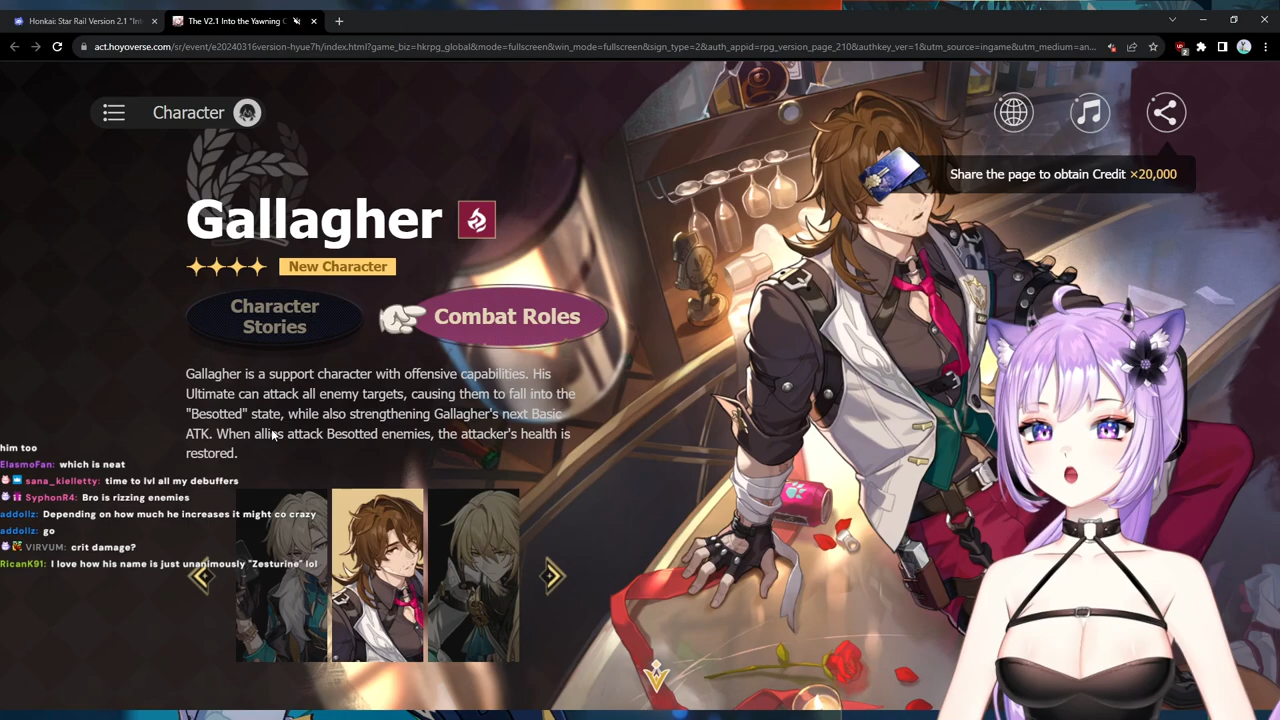 Honkai: Star Rail Version 2.1 "Int
The V2.1 Into the Yawning C
act.hoyoverse.com/sr/event/e20240316version-hyue7h/index.html?game_biz=hkrpg_global&mode=fullscreen&win_mode=fullscreen&sign_type=2&auth_appid=rpg_version_page_210&authkey_ver=1&utm_source=ingame&utm_medium=an...
2
Character
Share the page to obtain Credit ×20,000
Gallagher
New Character
Character
Stories
Combat Roles
Gallagher is a support character with offensive capabilities. His
Ultimate can attack all enemy targets, causing them to fall into the
"Besotted" state, while also strengthening Gallagher's next Basic
ATK. When allies attack Besotted enemies, the attacker's health is
restored.
him too
ElasmoFan: which is neat
sana_kielletty: time to lvl all my debuffers
SyphonR4: Bro is rizzing enemies
addollz: Depending on how much he increases it might co crazy
addollz: go
VIRVUM: crit damage?
RicanK91: I love how his name is just unanimously "Zesturine" lol